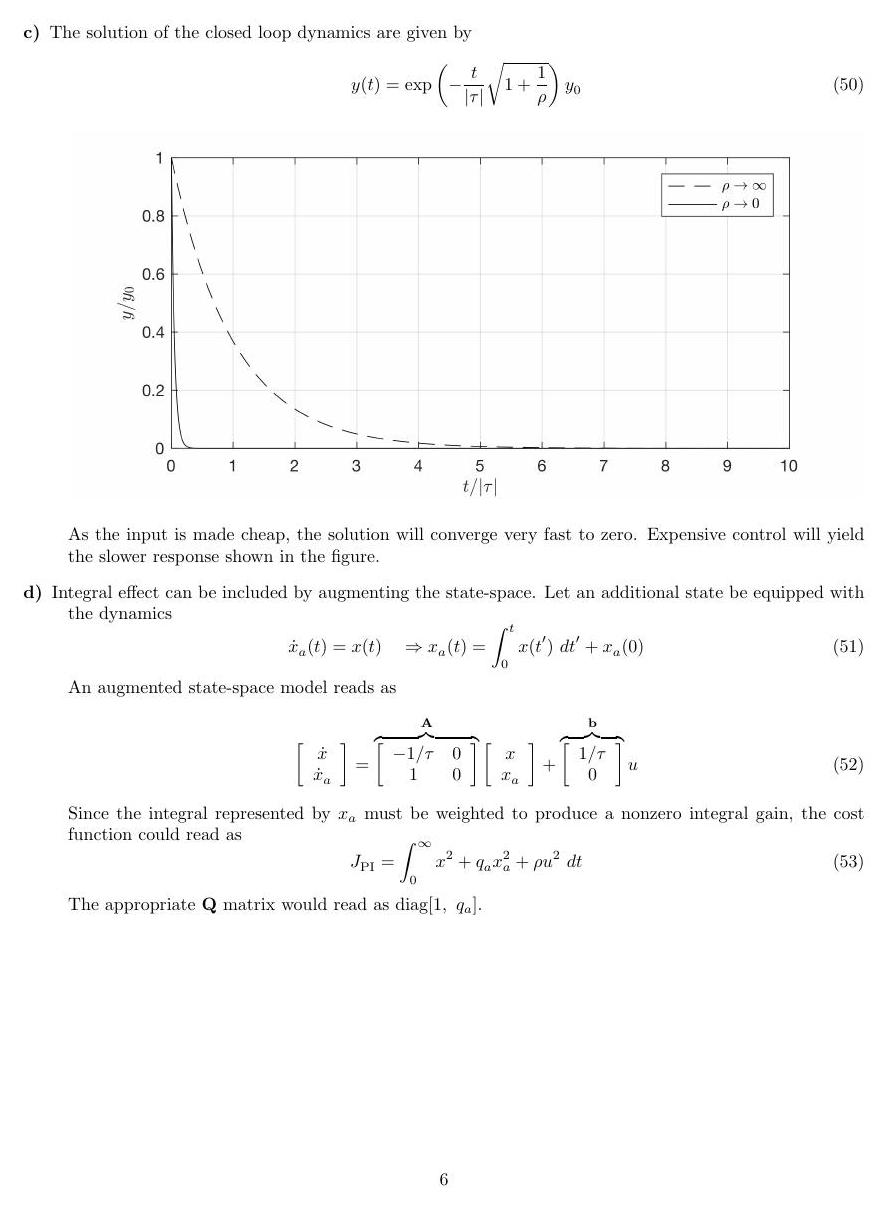 c) The solution of the closed loop dynamics are given by
y(t) = exp ( − t/|τ| √(1 + 1/ρ) ) y₀ (50)
1
0.8
0.6
0.4
0.2
0
y/y₀
ρ → ∞
ρ → 0
0 1 2 3 4 5 6 7 8 9 10
t/|τ|
As the input is made cheap, the solution will converge very fast to zero. Expensive control will yield
the slower response shown in the figure.
d) Integral effect can be included by augmenting the state-space. Let an additional state be equipped with
the dynamics
ẋₐ(t) = x(t) ⇒ xₐ(t) = ∫₀ᵗ x(t′) dt′ + xₐ(0) (51)
An augmented state-space model reads as
A b
[ ẋ ; ẋₐ ] = [ −1/τ 0 ; 1 0 ] [ x ; xₐ ] + [ 1/τ ; 0 ] u (52)
Since the integral represented by xₐ must be weighted to produce a nonzero integral gain, the cost
function could read as
J_PI = ∫₀^∞ x² + qₐxₐ² + ρu² dt (53)
The appropriate Q matrix would read as diag[1, qₐ].
6